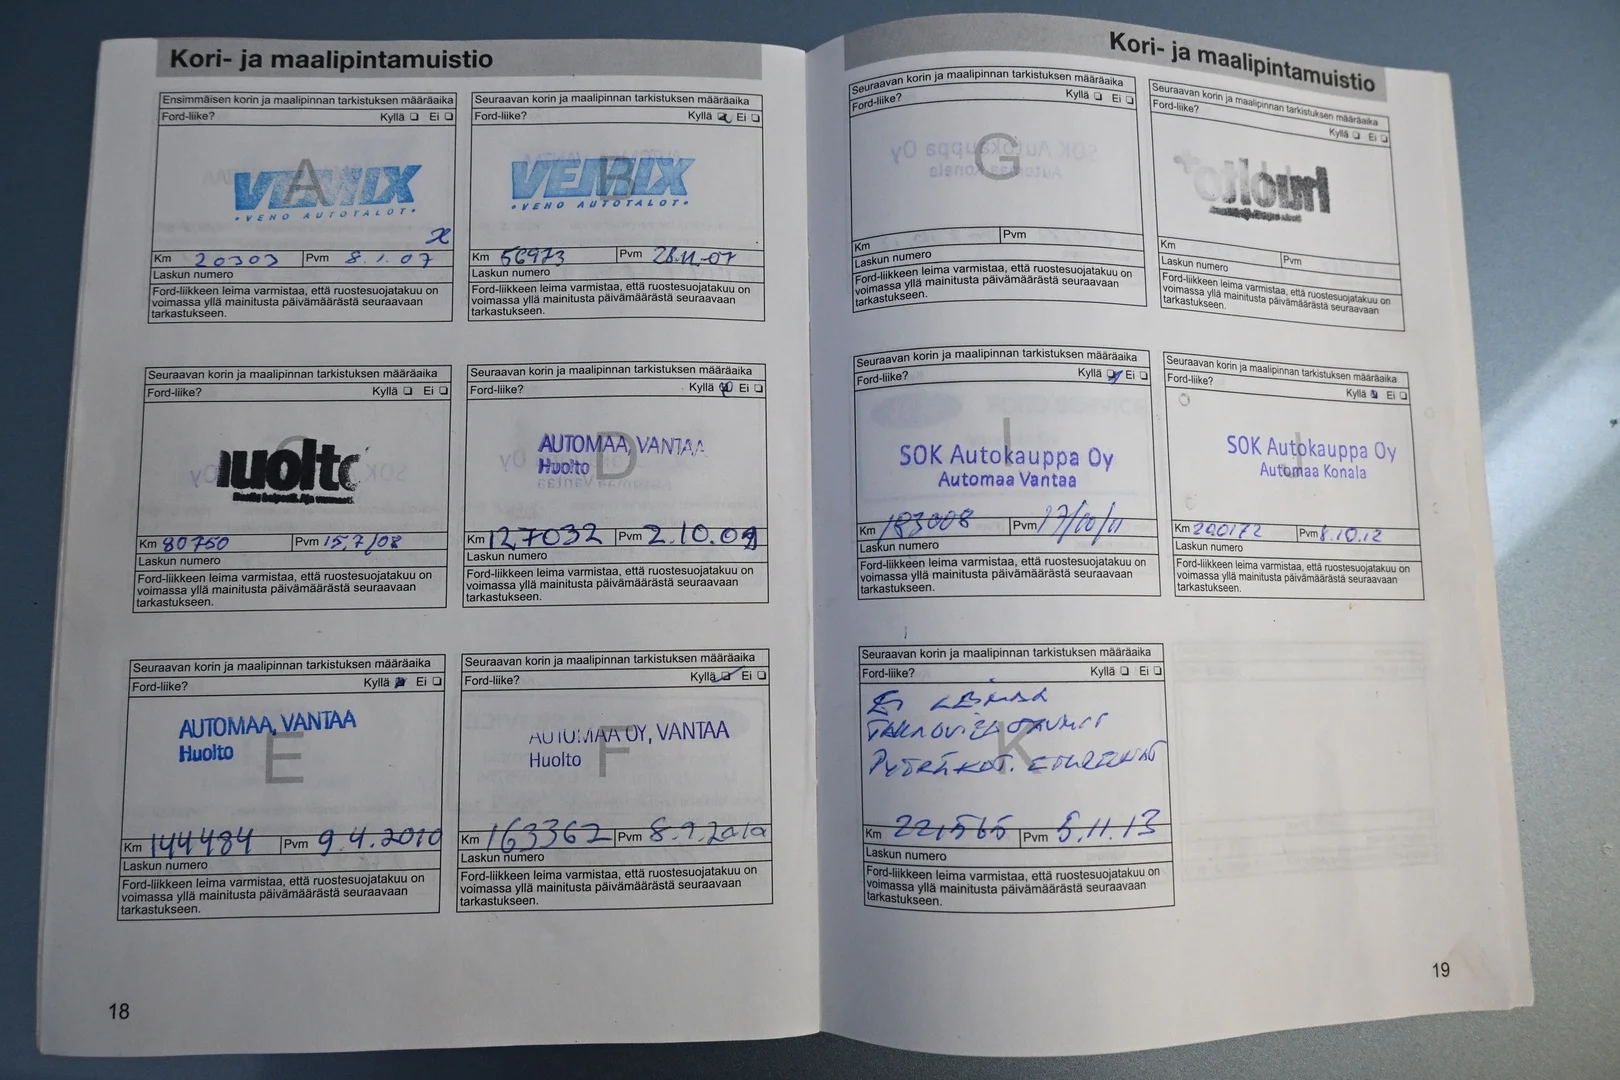 Kori- ja maalipintamuistio
Ensimmäisen korin ja maalipinnan tarkistuksen määräaika
Ford-liike? Kyllä ❏ Ei ❏
A
VEMIX
•VEHO AUTOTALOT•
Km 20303 Pvm 8.1.07
Laskun numero
Ford-liikkeen leima varmistaa, että ruostesuojatakuu on
voimassa yllä mainitusta päivämäärästä seuraavaan
tarkastukseen.
Seuraavan korin ja maalipinnan tarkistuksen määräaika
Ford-liike? Kyllä ❏ Ei ❏
B
VEMIX
•VEHO AUTOTALOT•
Km 56973 Pvm 28.11-07
Laskun numero
Ford-liikkeen leima varmistaa, että ruostesuojatakuu on
voimassa yllä mainitusta päivämäärästä seuraavaan
tarkastukseen.
Seuraavan korin ja maalipinnan tarkistuksen määräaika
Ford-liike? Kyllä ❏ Ei ❏
huolto
Km 80750 Pvm 15.7/08
Laskun numero
Ford-liikkeen leima varmistaa, että ruostesuojatakuu on
voimassa yllä mainitusta päivämäärästä seuraavaan
tarkastukseen.
Seuraavan korin ja maalipinnan tarkistuksen määräaika
Ford-liike? Kyllä ❏ Ei ❏
D
AUTOMAA, VANTAA
Huolto
Km 127032 Pvm 2.10.09
Laskun numero
Ford-liikkeen leima varmistaa, että ruostesuojatakuu on
voimassa yllä mainitusta päivämäärästä seuraavaan
tarkastukseen.
Seuraavan korin ja maalipinnan tarkistuksen määräaika
Ford-liike? Kyllä ❏ Ei ❏
E
AUTOMAA, VANTAA
Huolto
Km 144484 Pvm 9.4.2010
Laskun numero
Ford-liikkeen leima varmistaa, että ruostesuojatakuu on
voimassa yllä mainitusta päivämäärästä seuraavaan
tarkastukseen.
Seuraavan korin ja maalipinnan tarkistuksen määräaika
Ford-liike? Kyllä ❏ Ei ❏
F
AUTOMAA OY, VANTAA
Huolto
Km 163362 Pvm 8.9.2010
Laskun numero
Ford-liikkeen leima varmistaa, että ruostesuojatakuu on
voimassa yllä mainitusta päivämäärästä seuraavaan
tarkastukseen.
18
Kori- ja maalipintamuistio
Seuraavan korin ja maalipinnan tarkistuksen määräaika
Ford-liike? Kyllä ❏ Ei ❏
G
Km Pvm
Laskun numero
Ford-liikkeen leima varmistaa, että ruostesuojatakuu on
voimassa yllä mainitusta päivämäärästä seuraavaan
tarkastukseen.
Seuraavan korin ja maalipinnan tarkistuksen määräaika
Ford-liike?
Kyllä ❏ Ei ❏
huolto
Km Pvm
Laskun numero
Ford-liikkeen leima varmistaa, että ruostesuojatakuu on
voimassa yllä mainitusta päivämäärästä seuraavaan
tarkastukseen.
Seuraavan korin ja maalipinnan tarkistuksen määräaika
Ford-liike? Kyllä ❏ Ei ❏
I
SOK Autokauppa Oy
Automaa Vantaa
Km 183008 Pvm 17/10/11
Laskun numero
Ford-liikkeen leima varmistaa, että ruostesuojatakuu on
voimassa yllä mainitusta päivämäärästä seuraavaan
tarkastukseen.
Seuraavan korin ja maalipinnan tarkistuksen määräaika
Ford-liike?
Kyllä ❏ Ei ❏
J
SOK Autokauppa Oy
Automaa Konala
Km 200172 Pvm 8.10.12
Laskun numero
Ford-liikkeen leima varmistaa, että ruostesuojatakuu on
voimassa yllä mainitusta päivämäärästä seuraavaan
tarkastukseen.
Seuraavan korin ja maalipinnan tarkistuksen määräaika
Ford-liike? Kyllä ❏ Ei ❏
K
Ei LEIMAA
Km 221565 Pvm 5.11.13
Laskun numero
Ford-liikkeen leima varmistaa, että ruostesuojatakuu on
voimassa yllä mainitusta päivämäärästä seuraavaan
tarkastukseen.
19